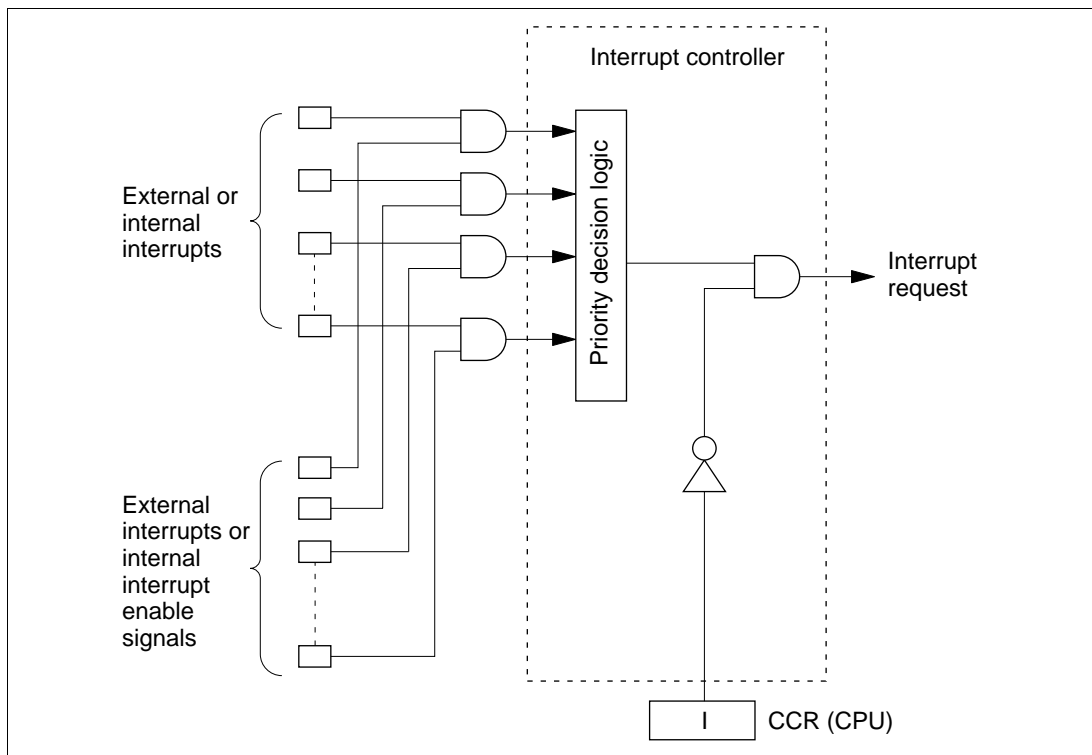 Interrupt controller
Priority decision logic
External or
internal
interrupts
Interrupt
request
External
interrupts or
internal
interrupt
enable
signals
I
CCR (CPU)